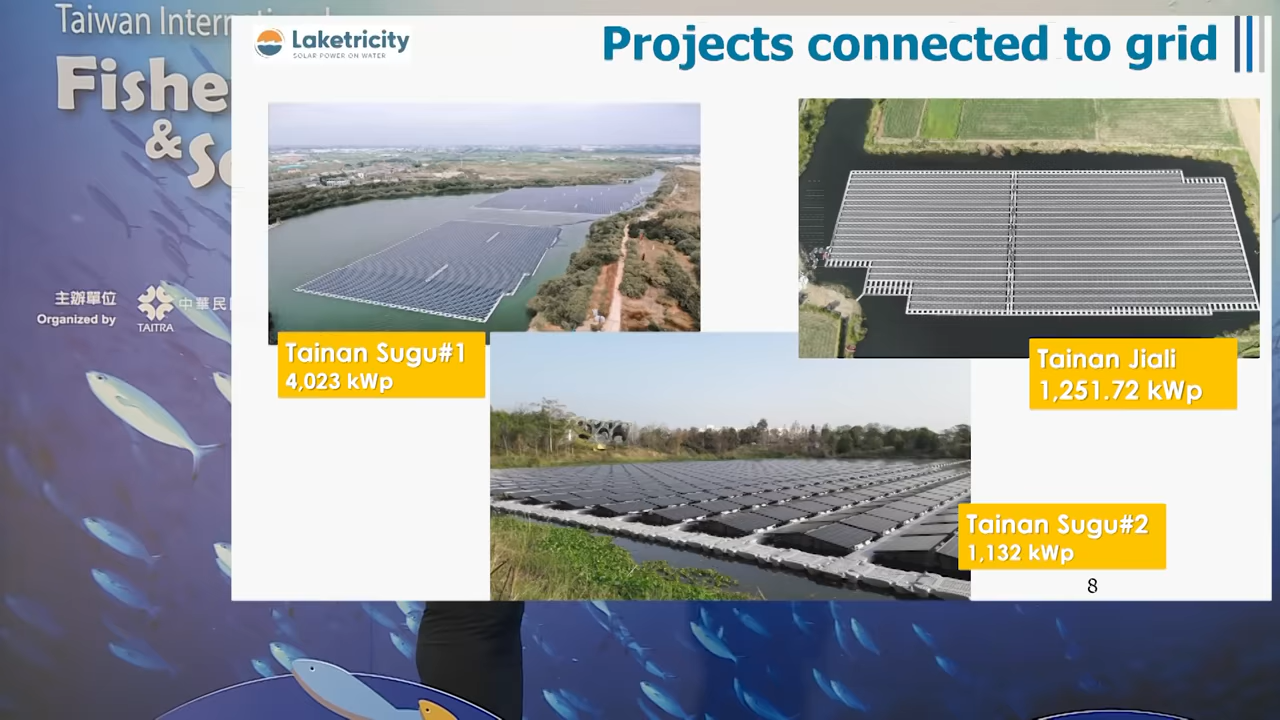 Taiwan Intern
Fishe
&
Se
主辦單位
Organized by
TAITRA
中華民
Laketricity
SOLAR POWER ON WATER
Projects connected to grid
Tainan Sugu#1
4,023 kWp
Tainan Jiali
1,251.72 kWp
Tainan Sugu#2
1,132 kWp
8